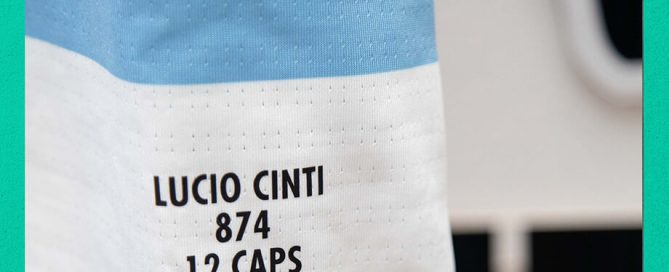 LUCIO CINTI
874
12 CAPS